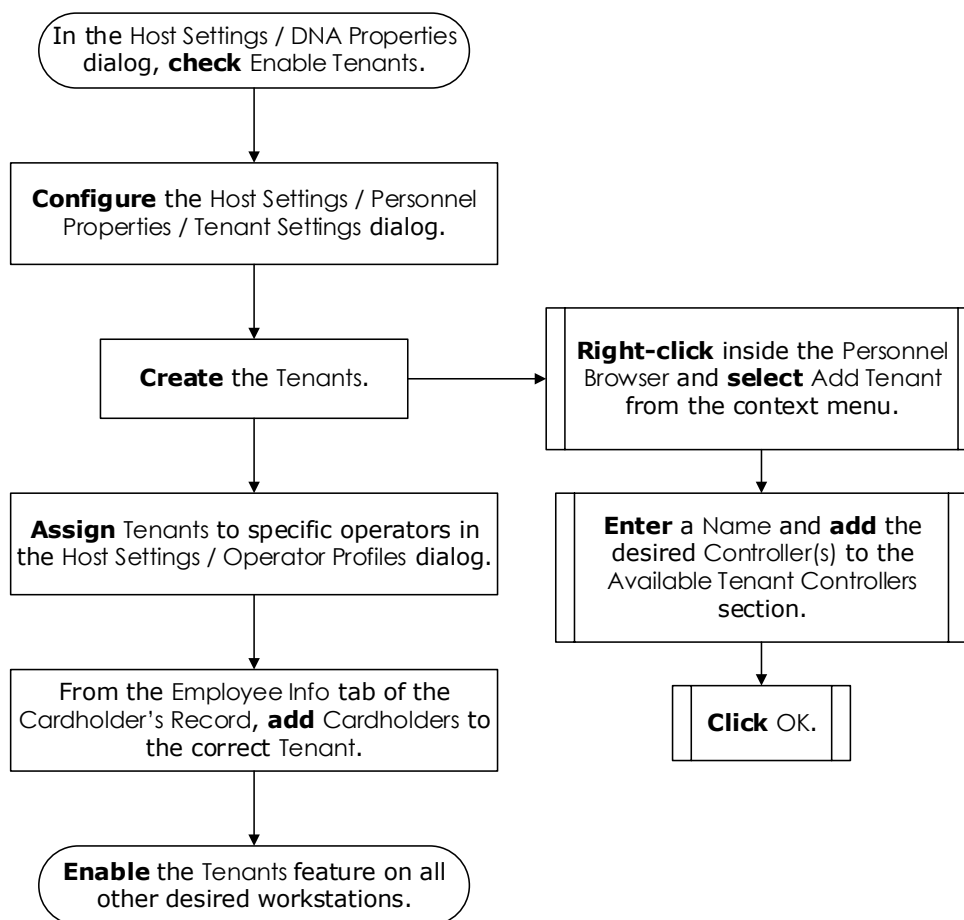 In the Host Settings / DNA Properties
dialog, check Enable Tenants.
Configure the Host Settings / Personnel
Properties / Tenant Settings dialog.
Create the Tenants.
Right-click inside the Personnel
Browser and select Add Tenant
from the context menu.
Enter a Name and add the
desired Controller(s) to the
Available Tenant Controllers
section.
Click OK.
Assign Tenants to specific operators in
the Host Settings / Operator Profiles dialog.
From the Employee Info tab of the
Cardholder’s Record, add Cardholders to
the correct Tenant.
Enable the Tenants feature on all
other desired workstations.